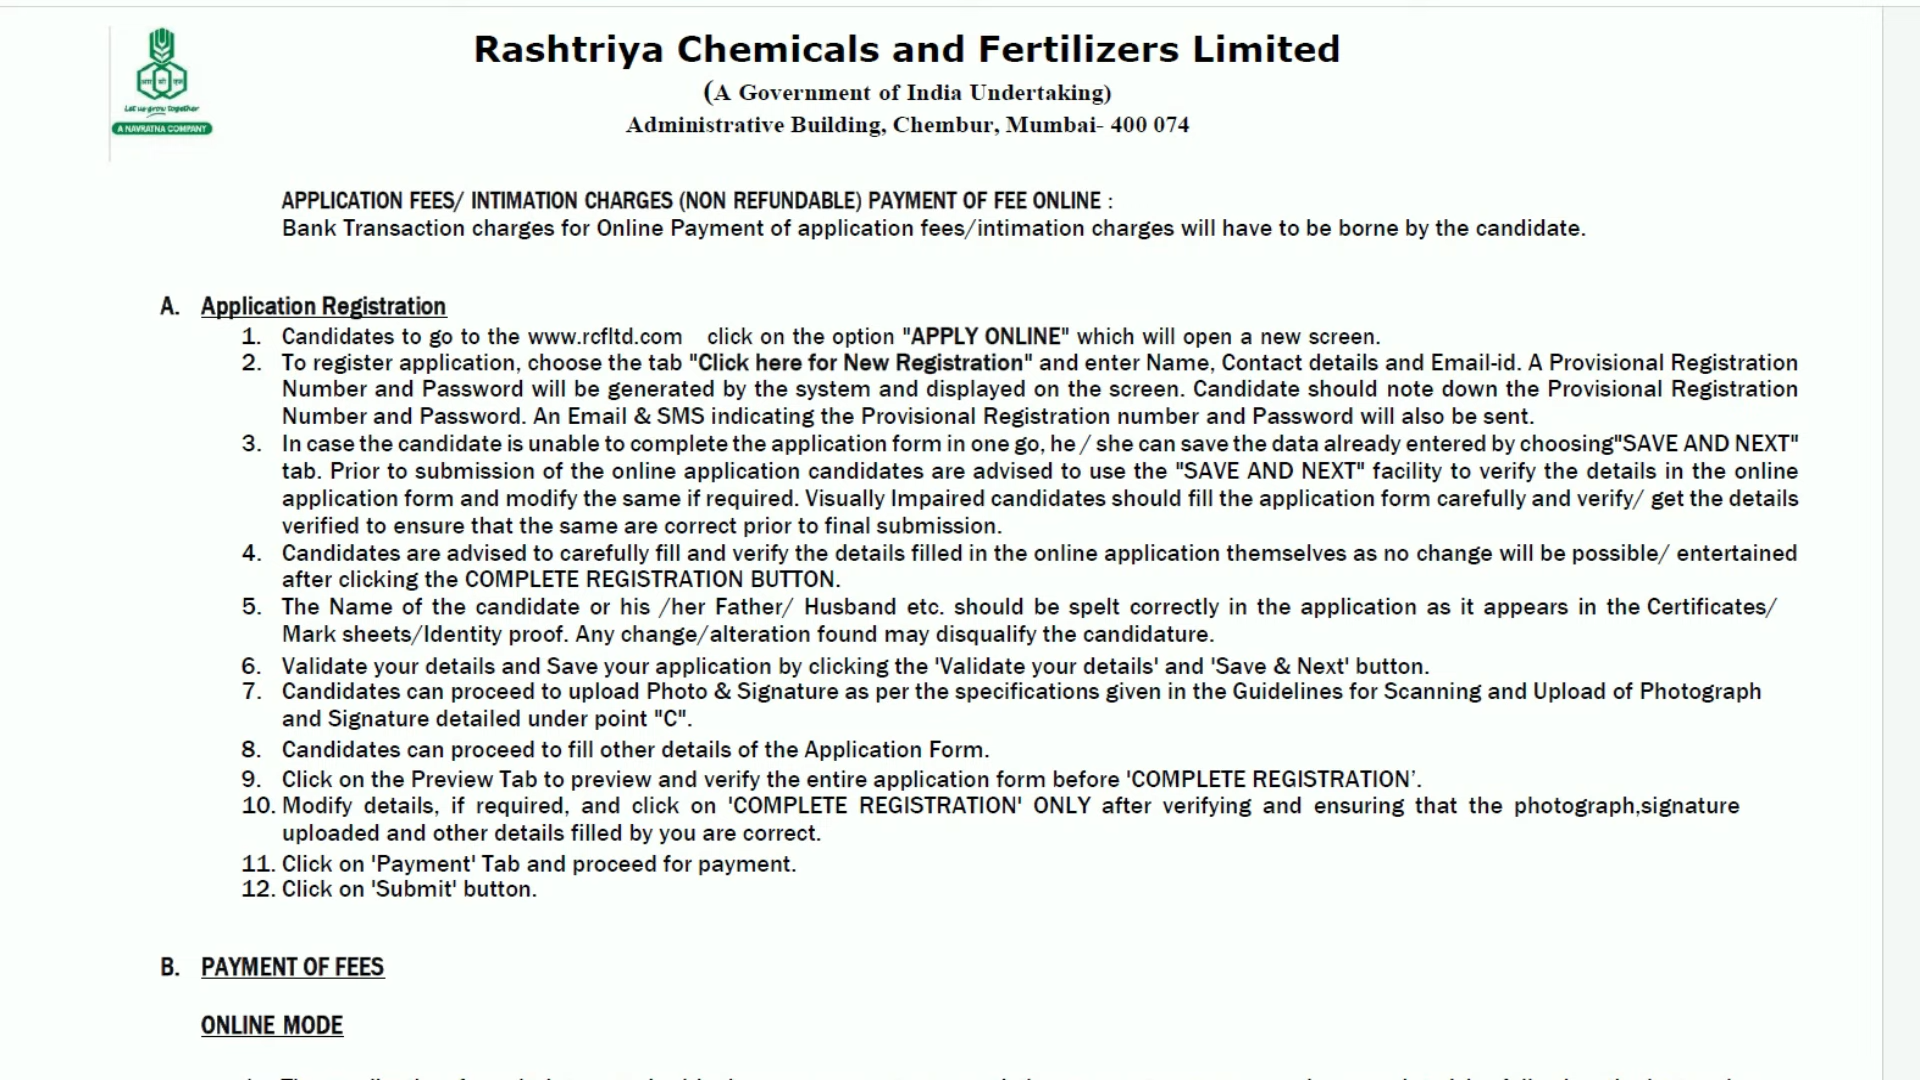 Rashtriya Chemicals and Fertilizers Limited
(A Government of India Undertaking)
Administrative Building, Chembur, Mumbai- 400 074
Let us grow together
A NAVRATNA COMPANY
APPLICATION FEES/ INTIMATION CHARGES (NON REFUNDABLE) PAYMENT OF FEE ONLINE :
Bank Transaction charges for Online Payment of application fees/intimation charges will have to be borne by the candidate.
A. Application Registration
1. Candidates to go to the www.rcfltd.com click on the option "APPLY ONLINE" which will open a new screen.
2. To register application, choose the tab "Click here for New Registration" and enter Name, Contact details and Email-id. A Provisional Registration
Number and Password will be generated by the system and displayed on the screen. Candidate should note down the Provisional Registration
Number and Password. An Email & SMS indicating the Provisional Registration number and Password will also be sent.
3. In case the candidate is unable to complete the application form in one go, he / she can save the data already entered by choosing"SAVE AND NEXT"
tab. Prior to submission of the online application candidates are advised to use the "SAVE AND NEXT" facility to verify the details in the online
application form and modify the same if required. Visually Impaired candidates should fill the application form carefully and verify/ get the details
verified to ensure that the same are correct prior to final submission.
4. Candidates are advised to carefully fill and verify the details filled in the online application themselves as no change will be possible/ entertained
after clicking the COMPLETE REGISTRATION BUTTON.
5. The Name of the candidate or his /her Father/ Husband etc. should be spelt correctly in the application as it appears in the Certificates/
Mark sheets/Identity proof. Any change/alteration found may disqualify the candidature.
6. Validate your details and Save your application by clicking the 'Validate your details' and 'Save & Next' button.
7. Candidates can proceed to upload Photo & Signature as per the specifications given in the Guidelines for Scanning and Upload of Photograph
and Signature detailed under point "C".
8. Candidates can proceed to fill other details of the Application Form.
9. Click on the Preview Tab to preview and verify the entire application form before 'COMPLETE REGISTRATION’.
10. Modify details, if required, and click on 'COMPLETE REGISTRATION' ONLY after verifying and ensuring that the photograph,signature
uploaded and other details filled by you are correct.
11. Click on 'Payment' Tab and proceed for payment.
12. Click on 'Submit' button.
B. PAYMENT OF FEES
ONLINE MODE